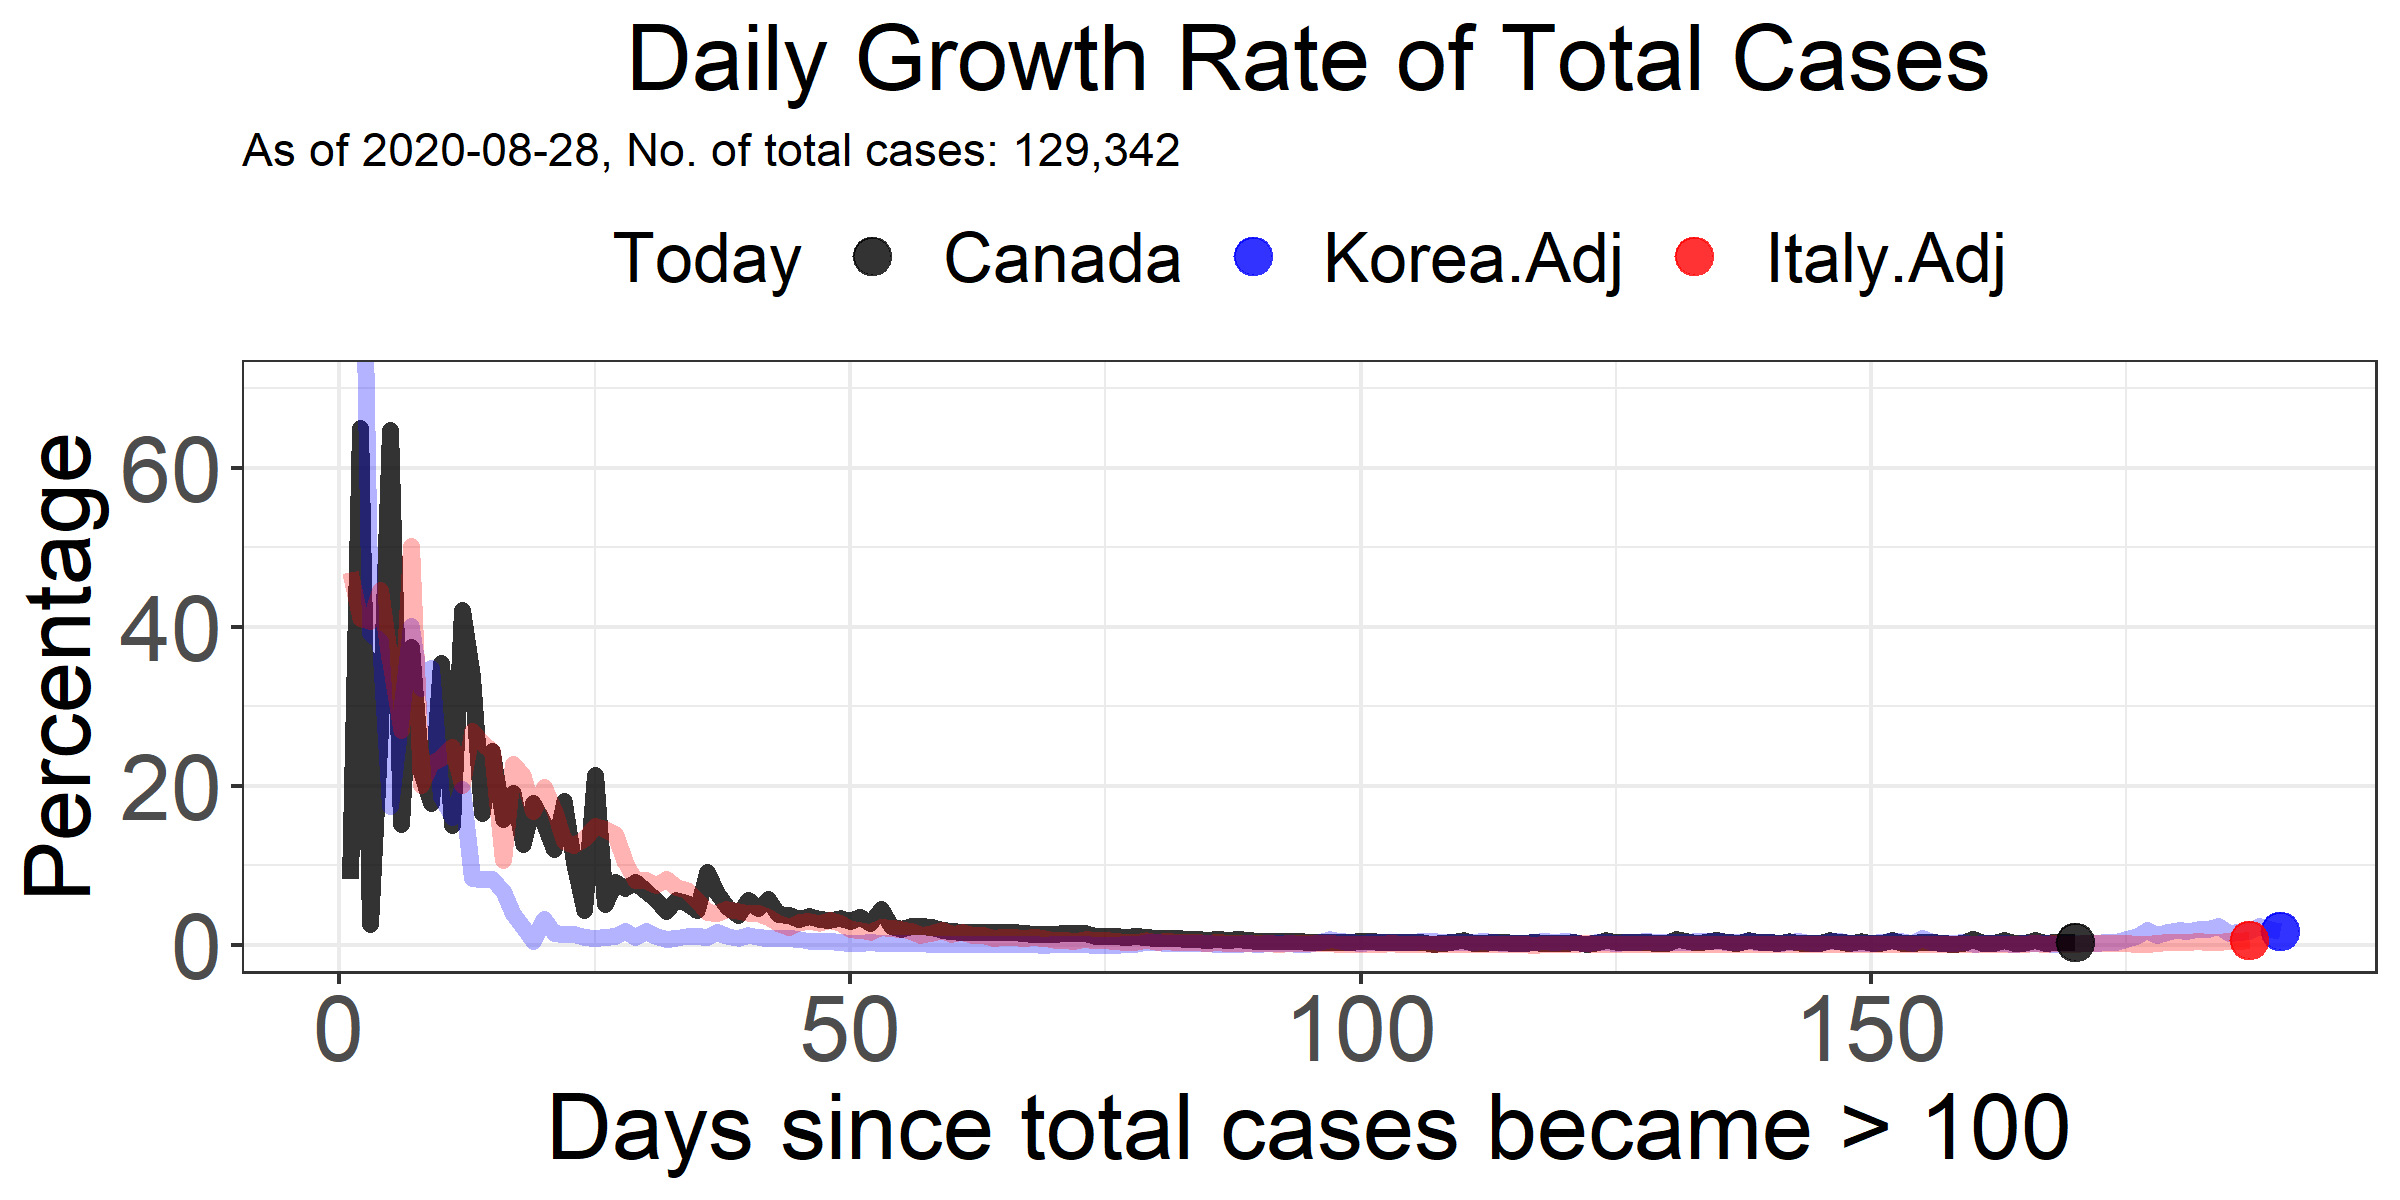 Daily Growth Rate of Total Cases
As of 2020-08-28, No. of total cases: 129,342
Today Canada Korea.Adj Italy.Adj
Percentage
60
40
20
0
0 50 100 150
Days since total cases became > 100